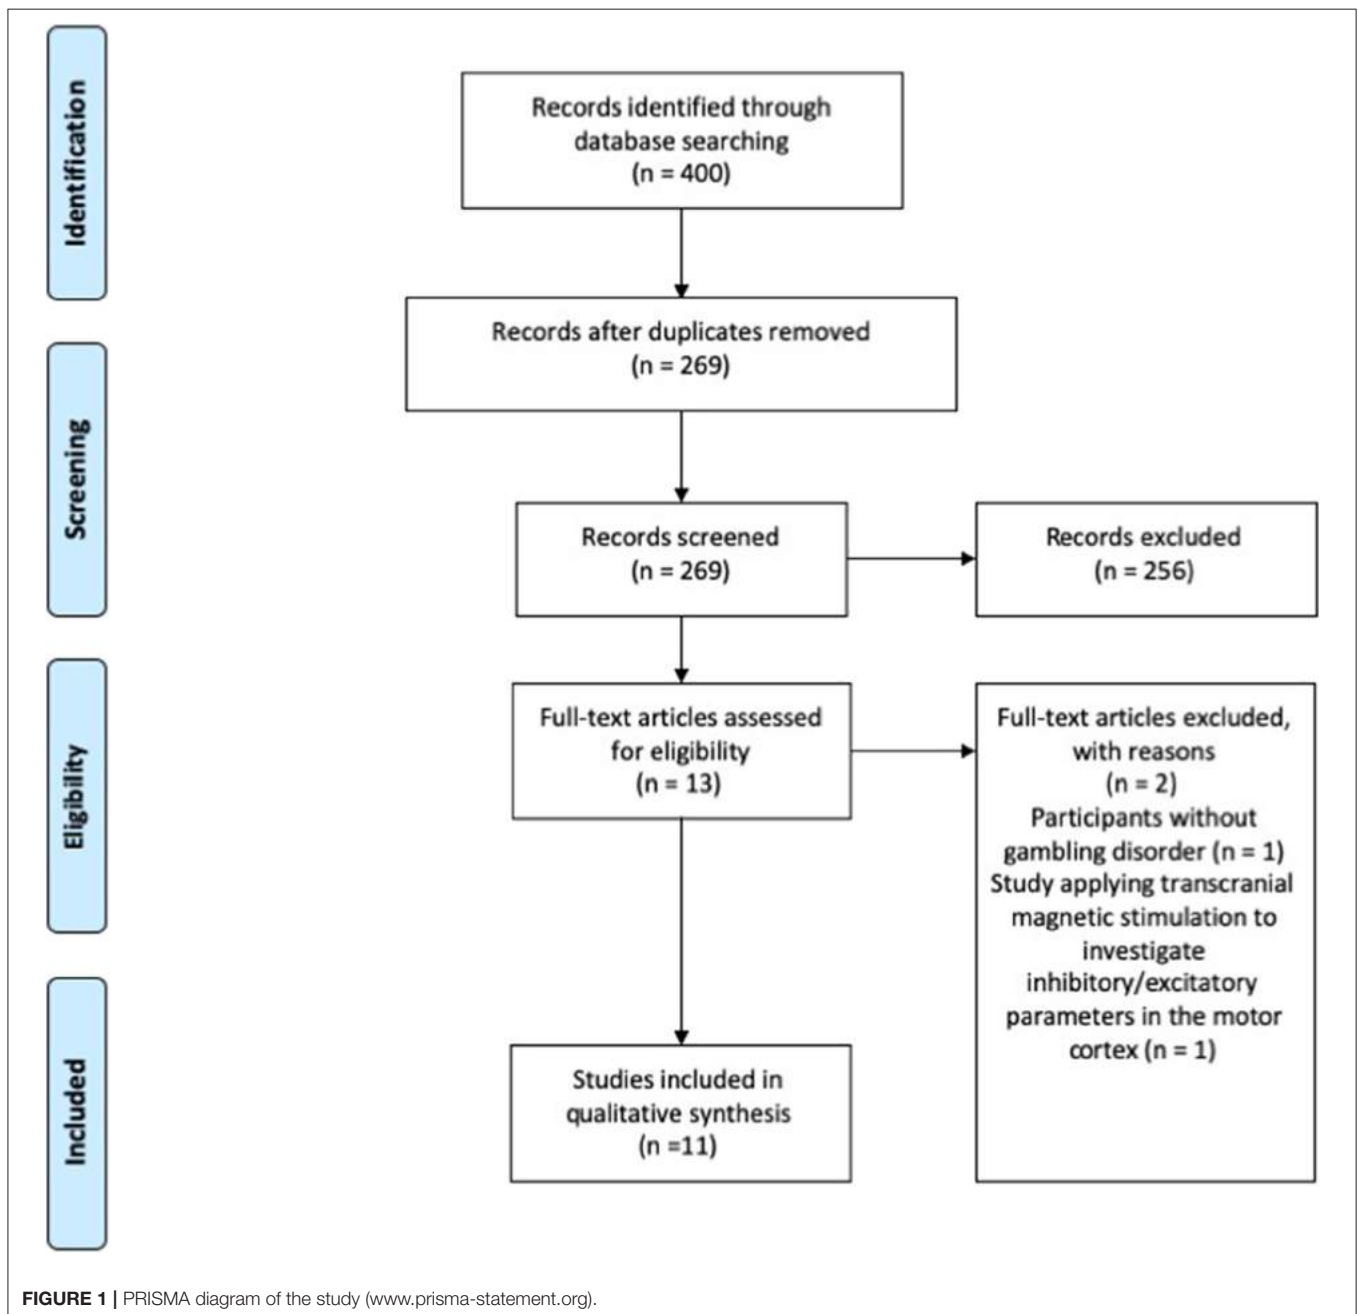 Identification
Records identified through
database searching
(n = 400)
Records after duplicates removed
(n = 269)
Screening
Records screened
(n = 269)
Records excluded
(n = 256)
Eligibility
Full-text articles assessed
for eligibility
(n = 13)
Full-text articles excluded,
with reasons
(n = 2)
Participants without
gambling disorder (n = 1)
Study applying transcranial
magnetic stimulation to
investigate
inhibitory/excitatory
parameters in the motor
cortex (n = 1)
Included
Studies included in
qualitative synthesis
(n =11)
FIGURE 1 | PRISMA diagram of the study (www.prisma-statement.org).